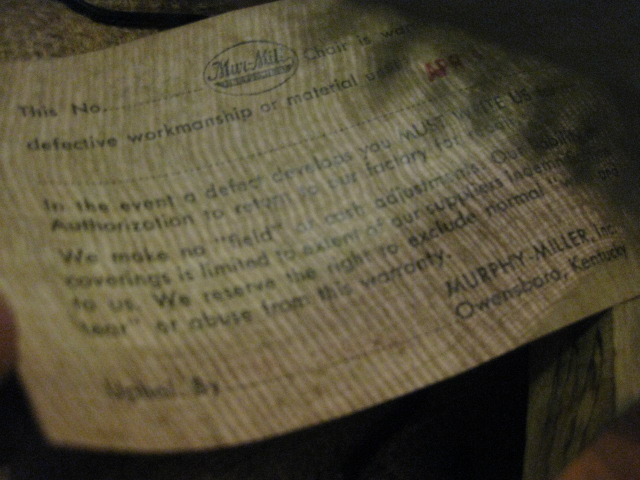 This No. Mur-Mil Chair is
defective workmanship or material APR
In the event a defect develops you MUST WRITE US
Authorization to return to our factory for
We make no "field" or cash adjustments. Our
coverings is limited to extent of our suppliers
to us. We reserve the right to exclude normal
tear" or abuse from this warranty.
MURPHY-MILLER, Inc.
Owensboro, Kentucky
Uphol. By